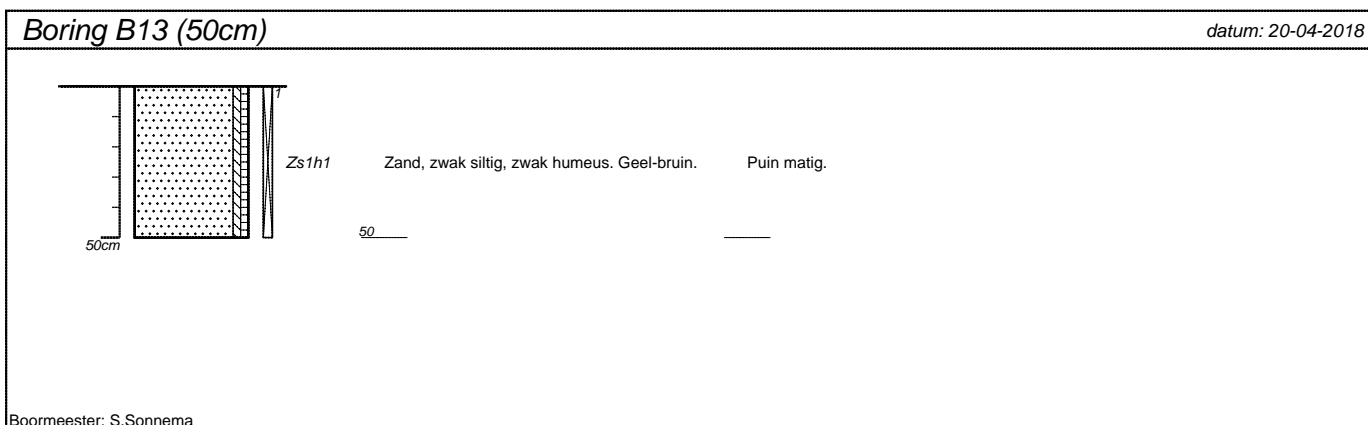 Boring B13 (50cm) datum: 20-04-2018
1
Zs1h1 Zand, zwak siltig, zwak humeus. Geel-bruin. Puin matig.
50
50cm
Boormeester: S.Sonnema